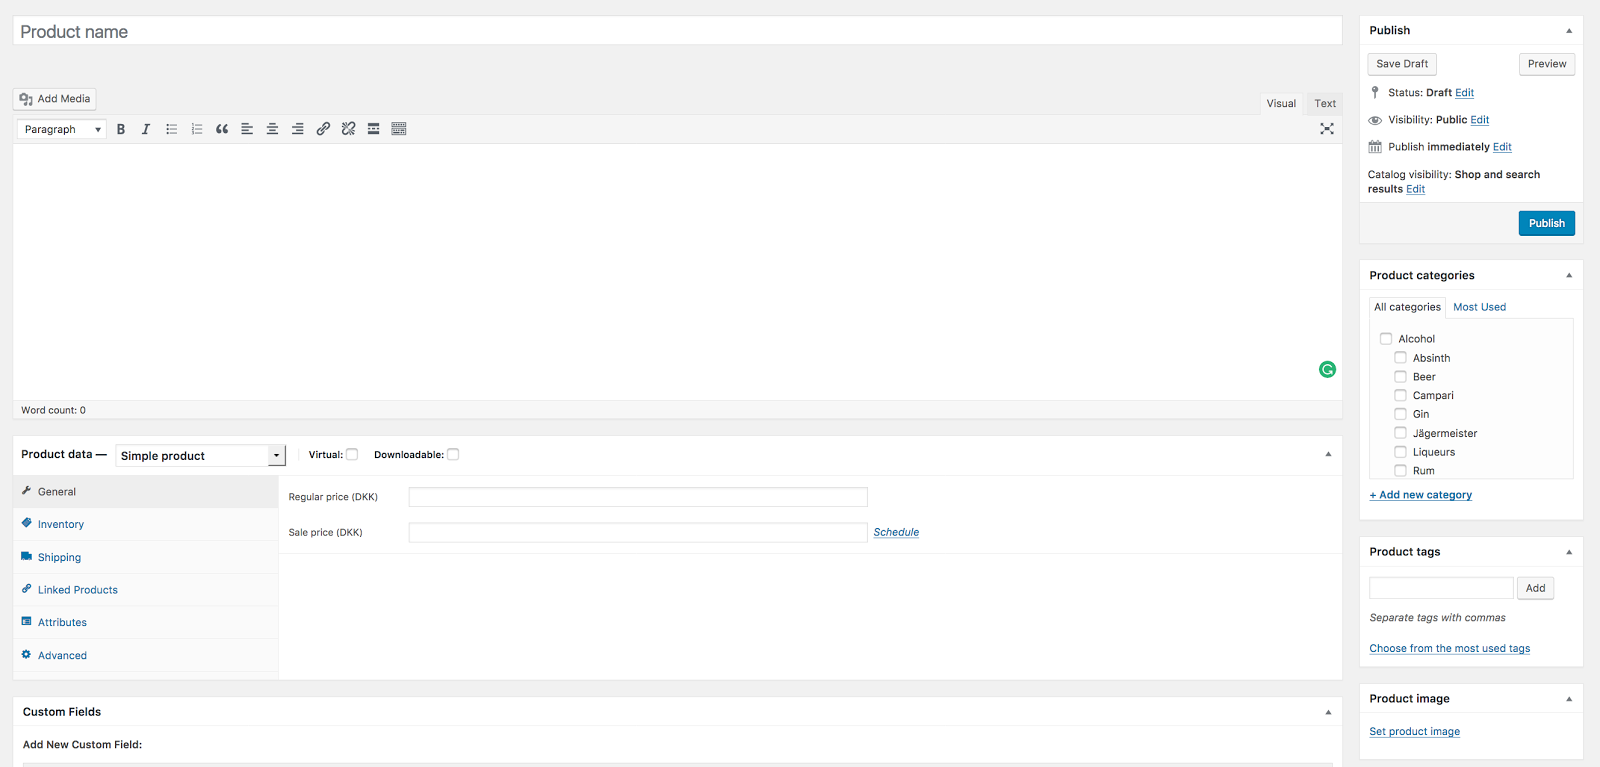 Product name
Add Media
Visual
Text
Paragraph
Word count: 0
Product data — Simple product
Virtual:
Downloadable:
General
Inventory
Shipping
Linked Products
Attributes
Advanced
Regular price (DKK)
Sale price (DKK)
Schedule
Custom Fields
Add New Custom Field:
Publish
Save Draft
Preview
Status: Draft Edit
Visibility: Public Edit
Publish immediately Edit
Catalog visibility: Shop and search
results Edit
Publish
Product categories
All categories
Most Used
Alcohol
Absinth
Beer
Campari
Gin
Jägermeister
Liqueurs
Rum
+ Add new category
Product tags
Add
Separate tags with commas
Choose from the most used tags
Product image
Set product image